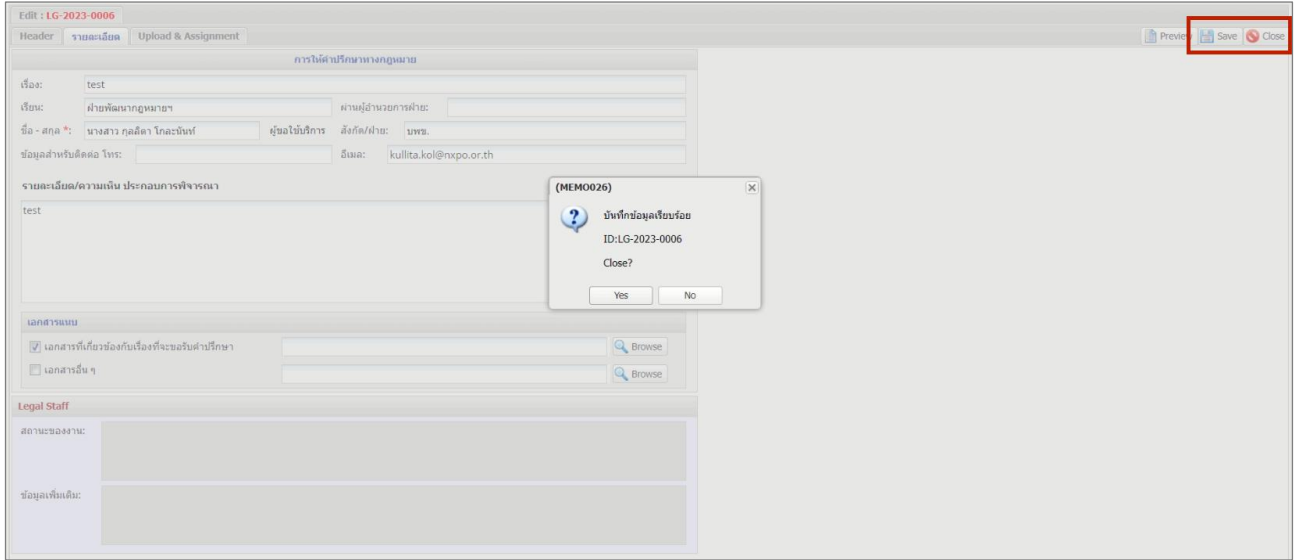 Edit : LG-2023-0006
Header รายละเอียด Upload & Assignment Preview Save Close
การให้คำปรึกษาทางกฎหมาย
เรื่อง: test
เรียน: ฝ่ายพัฒนากฎหมายฯ ผ่านผู้อำนวยการฝ่าย:
ชื่อ - สกุล *: นางสาว กุลลิตา โกละนันท์ ผู้ขอใช้บริการ สังกัด/ฝ่าย: บพข.
ข้อมูลสำหรับติดต่อ โทร: อีเมล: kullita.kol@nxpo.or.th
รายละเอียด/ความเห็น ประกอบการพิจารณา
test
(MEMO026)
บันทึกข้อมูลเรียบร้อย
ID:LG-2023-0006
Close?
Yes No
เอกสารแนบ
เอกสารที่เกี่ยวข้องกับเรื่องที่จะขอรับคำปรึกษา Browse
เอกสารอื่น ๆ Browse
Legal Staff
สถานะของงาน:
ข้อมูลเพิ่มเติม: